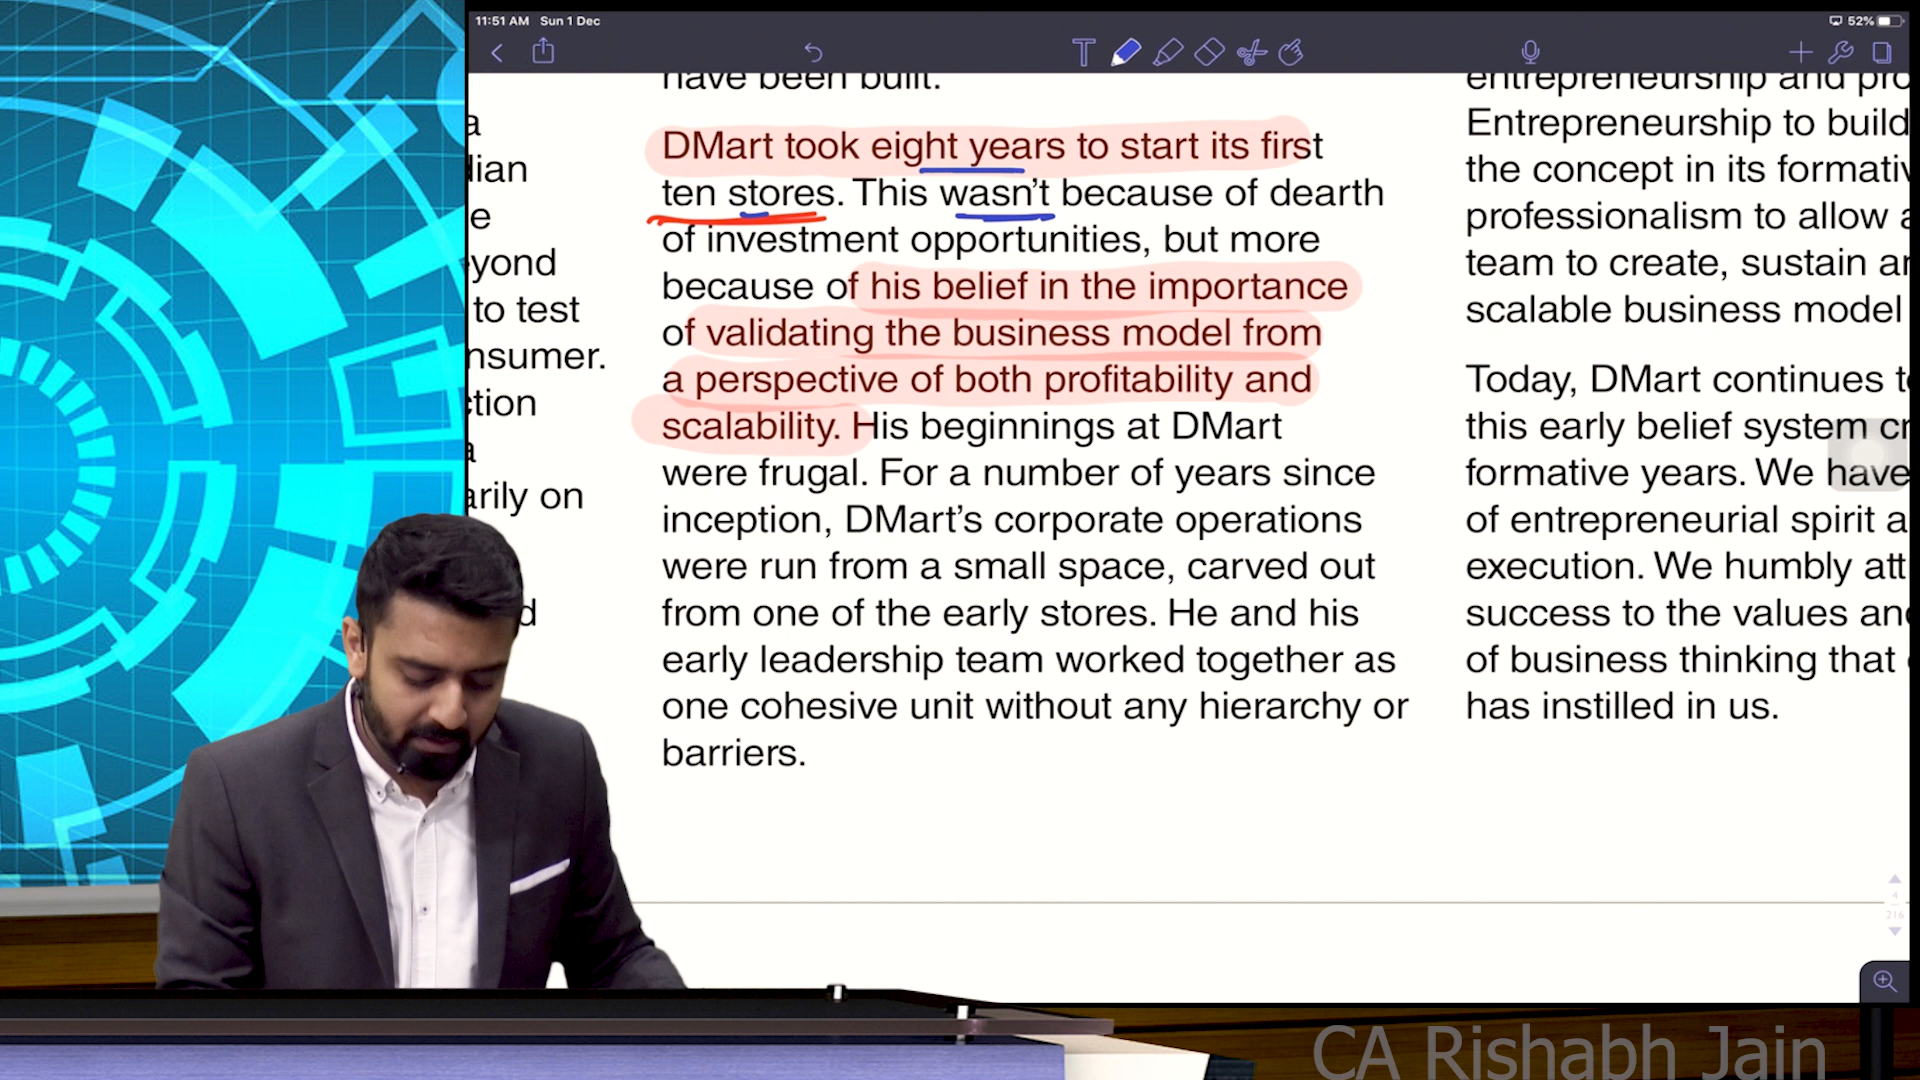 11:51 AM Sun 1 Dec
52%
have been built.
DMart took eight years to start its first
ten stores. This wasn't because of dearth
of investment opportunities, but more
because of his belief in the importance
of validating the business model from
a perspective of both profitability and
scalability. His beginnings at DMart
were frugal. For a number of years since
inception, DMart's corporate operations
were run from a small space, carved out
from one of the early stores. He and his
early leadership team worked together as
one cohesive unit without any hierarchy or
barriers.
to test
arily on
entrepreneurship and
Entrepreneurship to build
the concept in its
professionalism to allow
team to create, sustain
scalable business model
Today, DMart continues
this early belief system
formative years. We have
of entrepreneurial spirit
execution. We humbly
success to the values
of business thinking that
has instilled in us.
4
216
CA Rishabh Jain